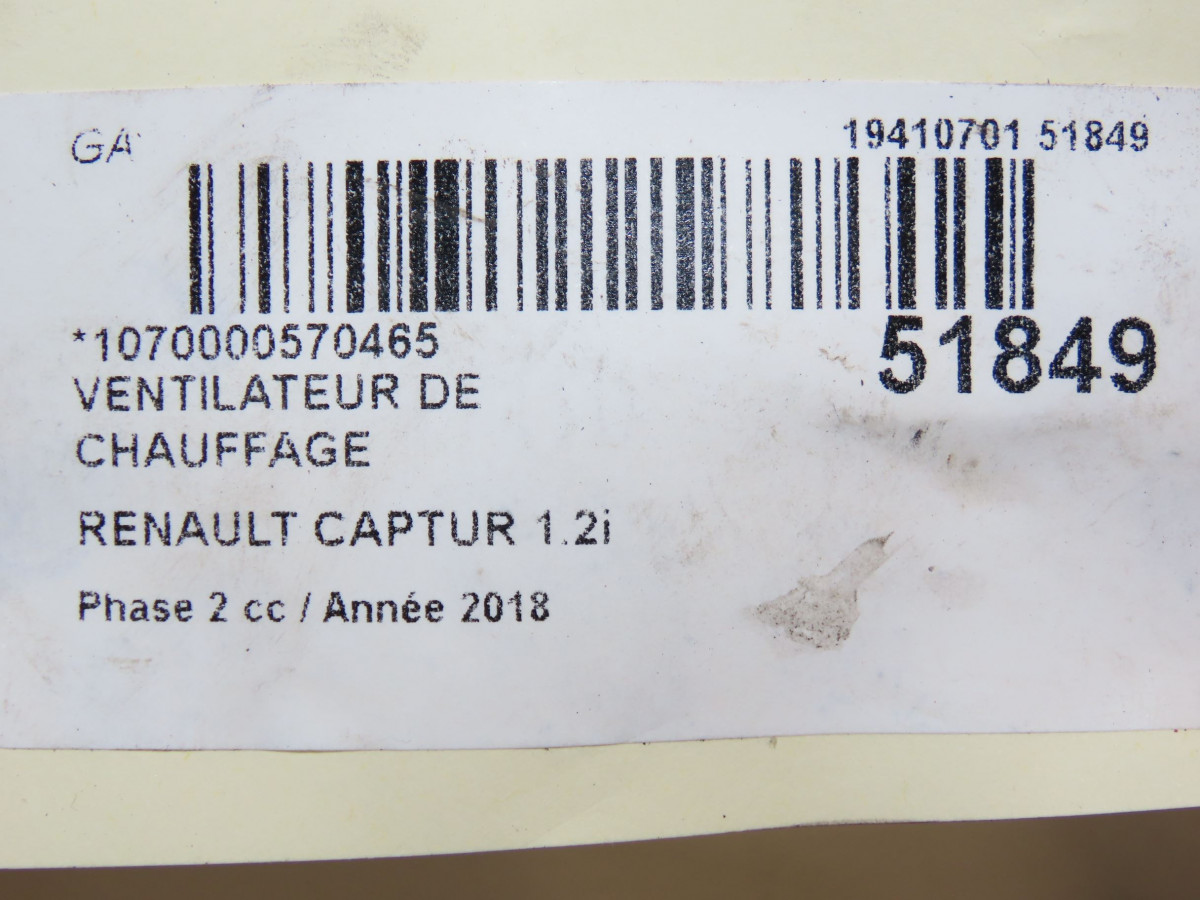 GA
19410701 51849
*1070000570465
51849
VENTILATEUR DE
CHAUFFAGE
RENAULT CAPTUR 1.2i
Phase 2 cc / Année 2018